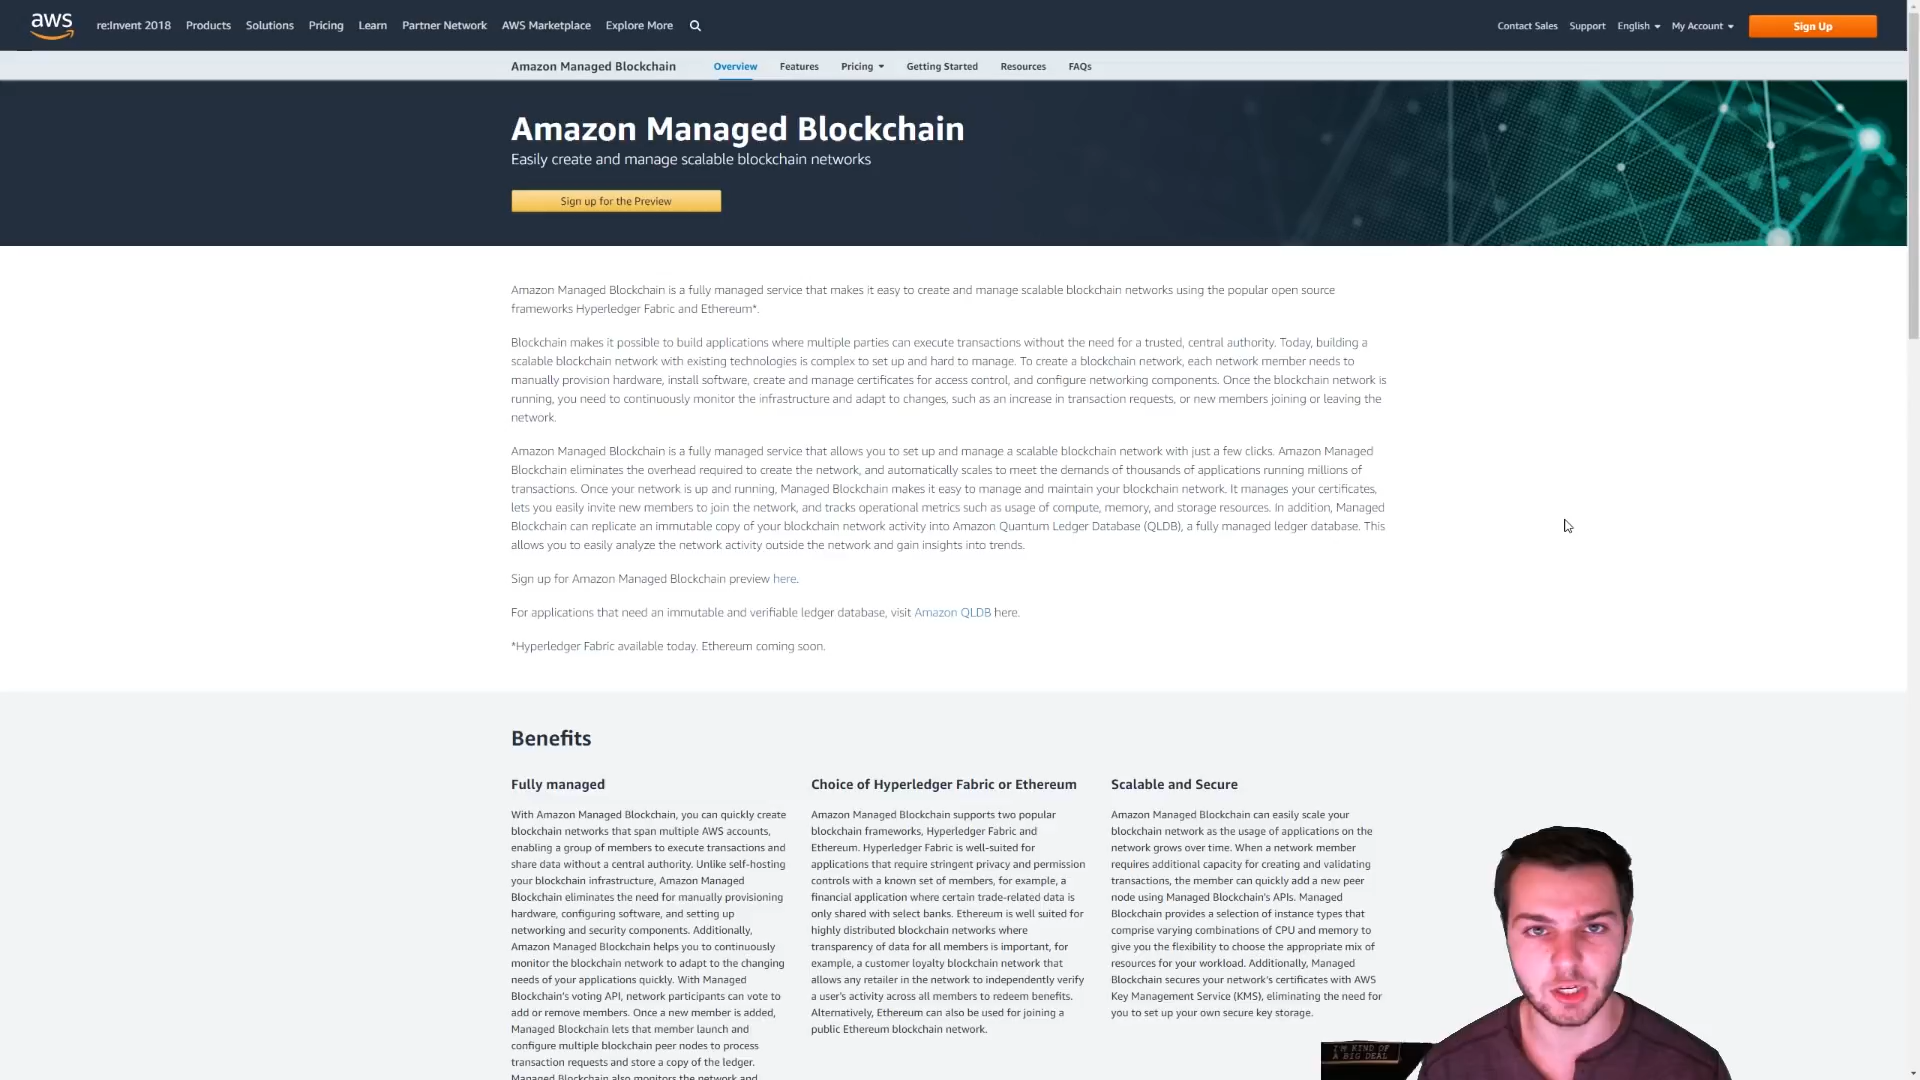 aws
re:Invent 2018 Products Solutions Pricing Learn Partner Network AWS Marketplace Explore More
Contact Sales Support English My Account Sign Up
Amazon Managed Blockchain Overview Features Pricing Getting Started Resources FAQs
Amazon Managed Blockchain
Easily create and manage scalable blockchain networks
Sign up for the Preview
Amazon Managed Blockchain is a fully managed service that makes it easy to create and manage scalable blockchain networks using the popular open source
frameworks Hyperledger Fabric and Ethereum*.
Blockchain makes it possible to build applications where multiple parties can execute transactions without the need for a trusted, central authority. Today, building a
scalable blockchain network with existing technologies is complex to set up and hard to manage. To create a blockchain network, each network member needs to
manually provision hardware, install software, create and manage certificates for access control, and configure networking components. Once the blockchain network is
running, you need to continuously monitor the infrastructure and adapt to changes, such as an increase in transaction requests, or new members joining or leaving the
network.
Amazon Managed Blockchain is a fully managed service that allows you to set up and manage a scalable blockchain network with just a few clicks. Amazon Managed
Blockchain eliminates the overhead required to create the network, and automatically scales to meet the demands of thousands of applications running millions of
transactions. Once your network is up and running, Managed Blockchain makes it easy to manage and maintain your blockchain network. It manages your certificates,
lets you easily invite new members to join the network, and tracks operational metrics such as usage of compute, memory, and storage resources. In addition, Managed
Blockchain can replicate an immutable copy of your blockchain network activity into Amazon Quantum Ledger Database (QLDB), a fully managed ledger database. This
allows you to easily analyze the network activity outside the network and gain insights into trends.
Sign up for Amazon Managed Blockchain preview here.
For applications that need an immutable and verifiable ledger database, visit Amazon QLDB here.
*Hyperledger Fabric available today. Ethereum coming soon.
Benefits
Fully managed
With Amazon Managed Blockchain, you can quickly create
blockchain networks that span multiple AWS accounts,
enabling a group of members to execute transactions and
share data without a central authority. Unlike self-hosting
your blockchain infrastructure, Amazon Managed
Blockchain eliminates the need for manually provisioning
hardware, configuring software, and setting up
networking and security components. Additionally,
Amazon Managed Blockchain helps you to continuously
monitor the blockchain network to adapt to the changing
needs of your applications quickly. With Managed
Blockchain's voting API, network participants can vote to
add or remove members. Once a new member is added,
Managed Blockchain lets that member launch and
configure multiple blockchain peer nodes to process
transaction requests and store a copy of the ledger.
Managed Blockchain also monitors the network and
Choice of Hyperledger Fabric or Ethereum
Amazon Managed Blockchain supports two popular
blockchain frameworks, Hyperledger Fabric and
Ethereum. Hyperledger Fabric is well-suited for
applications that require stringent privacy and permission
controls with a known set of members, for example, a
financial application where certain trade-related data is
only shared with select banks. Ethereum is well suited for
highly distributed blockchain networks where
transparency of data for all members is important, for
example, a customer loyalty blockchain network that
allows any retailer in the network to independently verify
a user's activity across all members to redeem benefits.
Alternatively, Ethereum can also be used for joining a
public Ethereum blockchain network.
Scalable and Secure
Amazon Managed Blockchain can easily scale your
blockchain network as the usage of applications on the
network grows over time. When a network member
requires additional capacity for creating and validating
transactions, the member can quickly add a new peer
node using Managed Blockchain's APIs. Managed
Blockchain provides a selection of instance types that
comprise varying combinations of CPU and memory to
give you the flexibility to choose the appropriate mix of
resources for your workload. Additionally, Managed
Blockchain secures your network's certificates with AWS
Key Management Service (KMS), eliminating the need for
you to set up your own secure key storage.
I'M KIND OF
A BIG DEAL